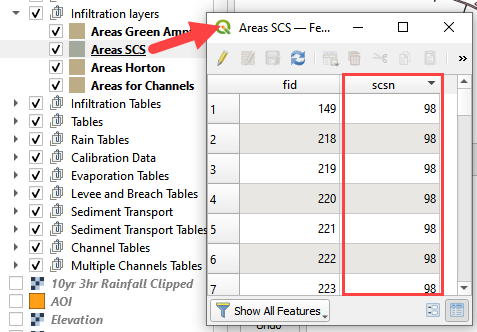 Infiltration layers
Areas Green Amp
Areas SCS
Areas Horton
Areas for Channels
Infiltration Tables
Tables
Rain Tables
Calibration Data
Evaporation Tables
Levee and Breach Tables
Sediment Transport
Sediment Transport Tables
Channel Tables
Multiple Channels Tables
10yr 3hr Rainfall Clipped
AOI
Elevation
Areas SCS — Fe...
»
fid scsn
1 149 98
2 218 98
3 219 98
4 220 98
5 221 98
6 222 98
7 223 98
Show All Features